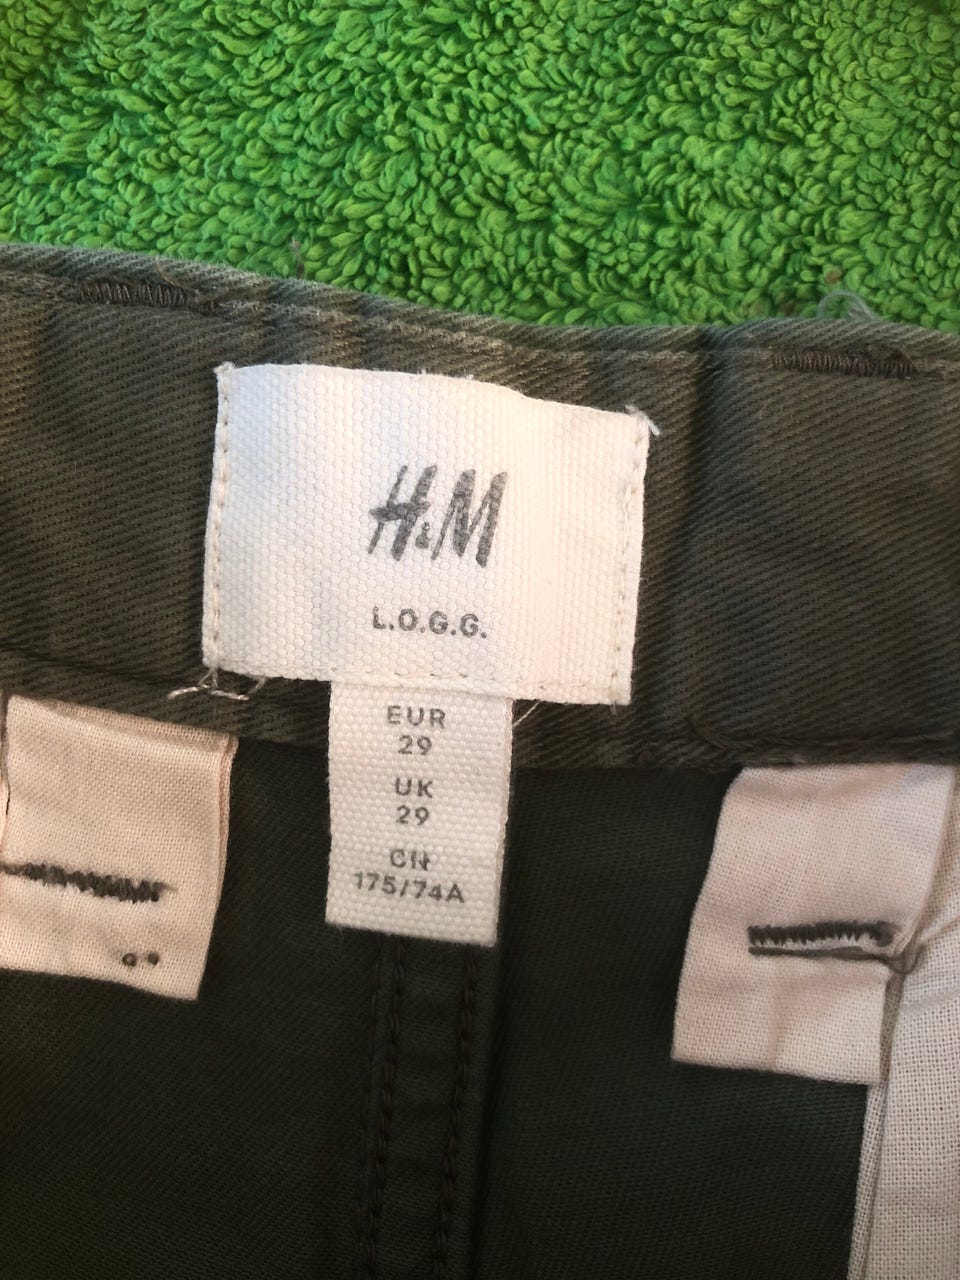 H&M
L.O.G.G.
EUR
29
UK
29
CN
175/74A